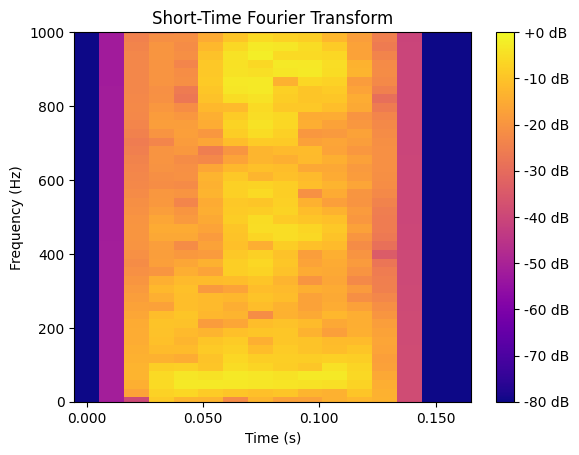 Short-Time Fourier Transform
1000
800
600
400
200
0
Frequency (Hz)
0.000
0.050
0.100
0.150
Time (s)
+0 dB
-10 dB
-20 dB
-30 dB
-40 dB
-50 dB
-60 dB
-70 dB
-80 dB